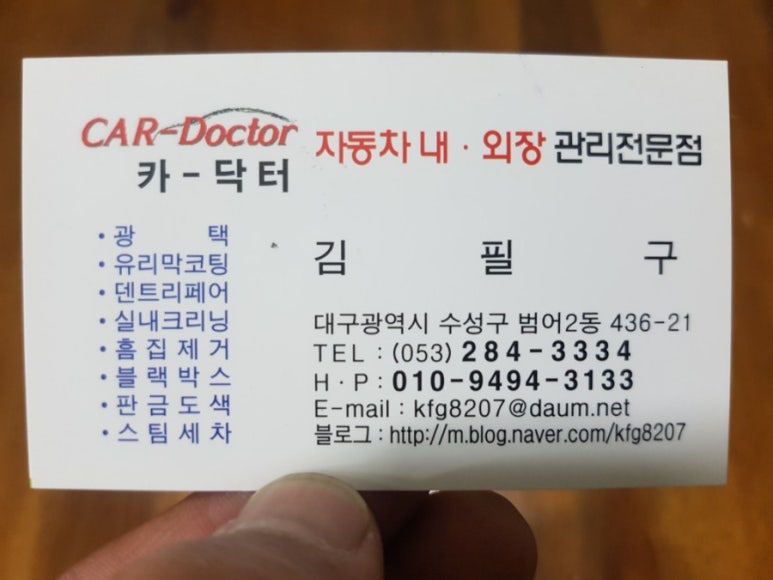 CAR-Doctor
카-닥터
자동차 내·외장 관리전문점
·광 택
·유리막코팅
·덴트리페어
·실내크리닝
·흠집제거
·블랙박스
·판금도색
·스팀세차
김 필 구
대구광역시 수성구 범어2동 436-21
TEL : (053) 284-3334
H·P : 010-9494-3133
E-mail : kfg8207@daum.net
블로그 : http://m.blog.naver.com/kfg8207